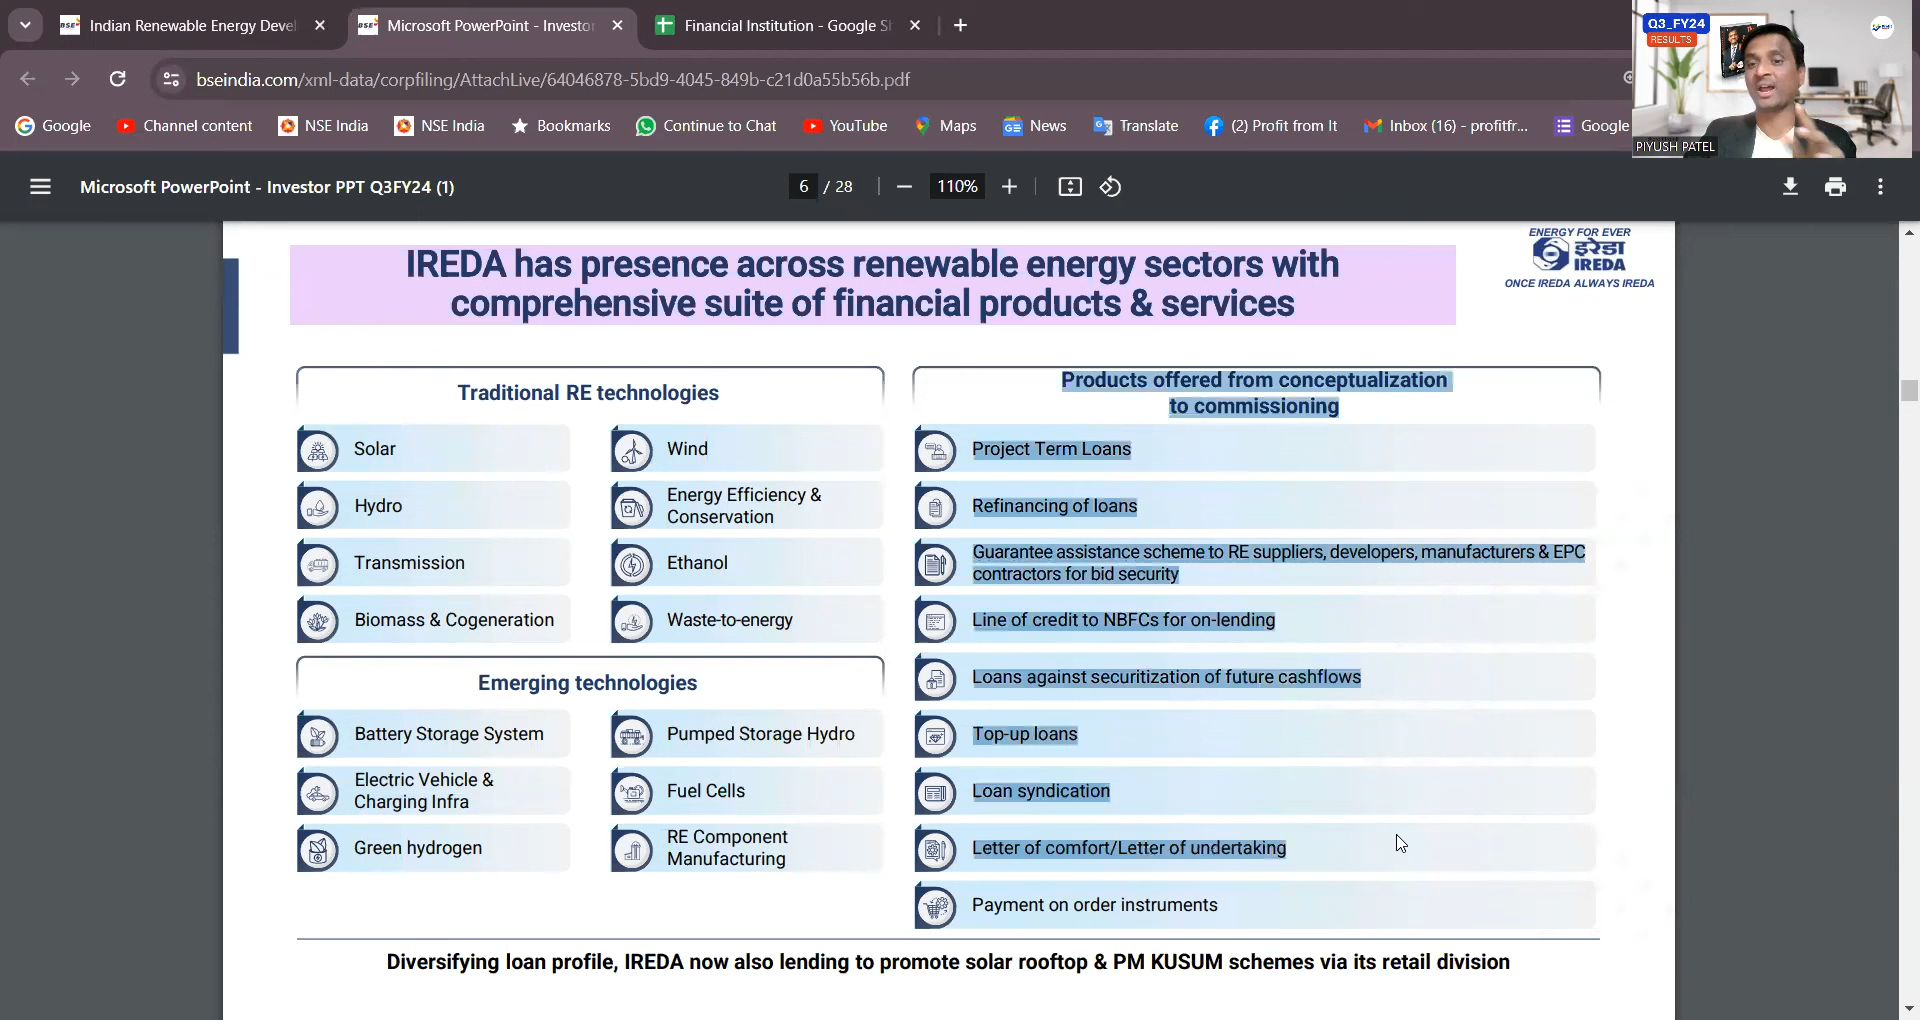 BSE
Indian Renewable Energy Devel
BSE
Microsoft PowerPoint - Investor
Financial Institution - Google Sh
bseindia.com/xml-data/corpfiling/AttachLive/64046878-5bd9-4045-849b-c21d0a55b56b.pdf
Google
Channel content
NSE India
NSE India
Bookmarks
Continue to Chat
YouTube
Maps
News
Translate
(2) Profit from It
Inbox (16) - profitfr...
Google
Q3_FY24
RESULTS
PIYUSH PATEL
Microsoft PowerPoint - Investor PPT Q3FY24 (1)
6 / 28
110%
IREDA has presence across renewable energy sectors with
comprehensive suite of financial products & services
ENERGY FOR EVER
इरेडा
IREDA
ONCE IREDA ALWAYS IREDA
Traditional RE technologies
Solar
Wind
Hydro
Energy Efficiency &
Conservation
Transmission
Ethanol
Biomass & Cogeneration
Waste-to-energy
Emerging technologies
Battery Storage System
Pumped Storage Hydro
Electric Vehicle &
Charging Infra
Fuel Cells
Green hydrogen
RE Component
Manufacturing
Products offered from conceptualization
to commissioning
Project Term Loans
Refinancing of loans
Guarantee assistance scheme to RE suppliers, developers, manufacturers & EPC
contractors for bid security
Line of credit to NBFCs for on-lending
Loans against securitization of future cashflows
Top-up loans
Loan syndication
Letter of comfort/Letter of undertaking
Payment on order instruments
Diversifying loan profile, IREDA now also lending to promote solar rooftop & PM KUSUM schemes via its retail division